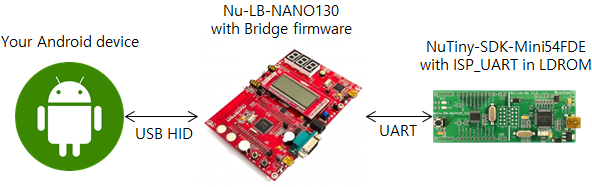 Nu-LB-NANO130
with Bridge firmware
Your Android device
NuTiny-SDK-Mini54FDE
with ISP_UART in LDROM
USB HID
UART